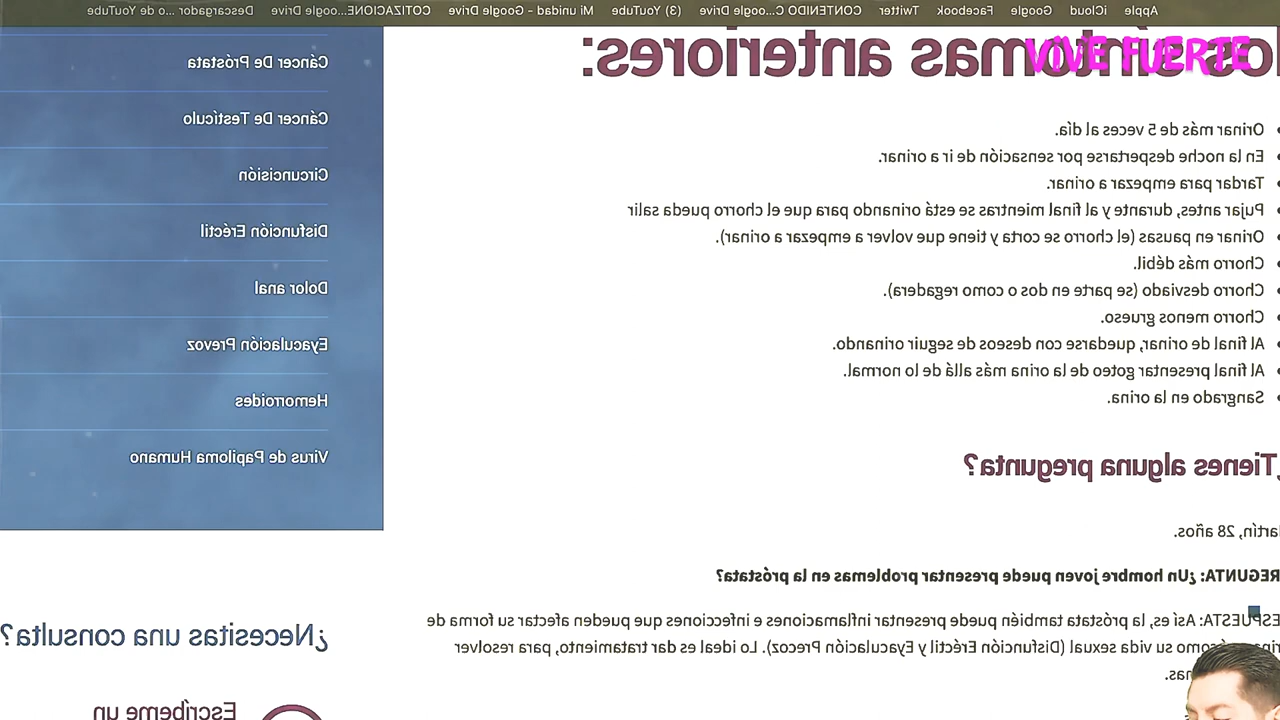 Apple iCloud Google Facebook Twitter CONTENIDO C...oogle Drive (3) YouTube Mi unidad - Google Drive COTIZACIONE...oogle Drive Descargador ...o de YouTube
os síntomas anteriores:
VIVE FUERTE
Orinar más de 5 veces al día.
En la noche despertarse por sensación de ir a orinar.
Tardar para empezar a orinar.
Pujar antes, durante y al final mientras se está orinando para que el chorro pueda salir
Orinar en pausas (el chorro se corta y tiene que volver a empezar a orinar).
Chorro más débil.
Chorro desviado (se parte en dos o como regadera).
Chorro menos grueso.
Al final de orinar, quedarse con deseos de seguir orinando.
Al final presentar goteo de la orina más allá de lo normal.
Sangrado en la orina.
¿Tienes alguna pregunta?
artín, 28 años.
REGUNTA: ¿Un hombre joven puede presentar problemas en la próstata?
ESPUESTA: Así es, la próstata también puede presentar inflamaciones e infecciones que pueden afectar su forma de
como su vida sexual (Disfunción Eréctil y Eyaculación Precoz). Lo ideal es dar tratamiento, para resolver
nas.
Cáncer De Próstata
Cáncer De Testículo
Circuncisión
Disfunción Eréctil
Dolor anal
Eyaculación Prevoz
Hemorroides
Virus de Papiloma Humano
¿Necesitas una consulta?
Escríbeme un